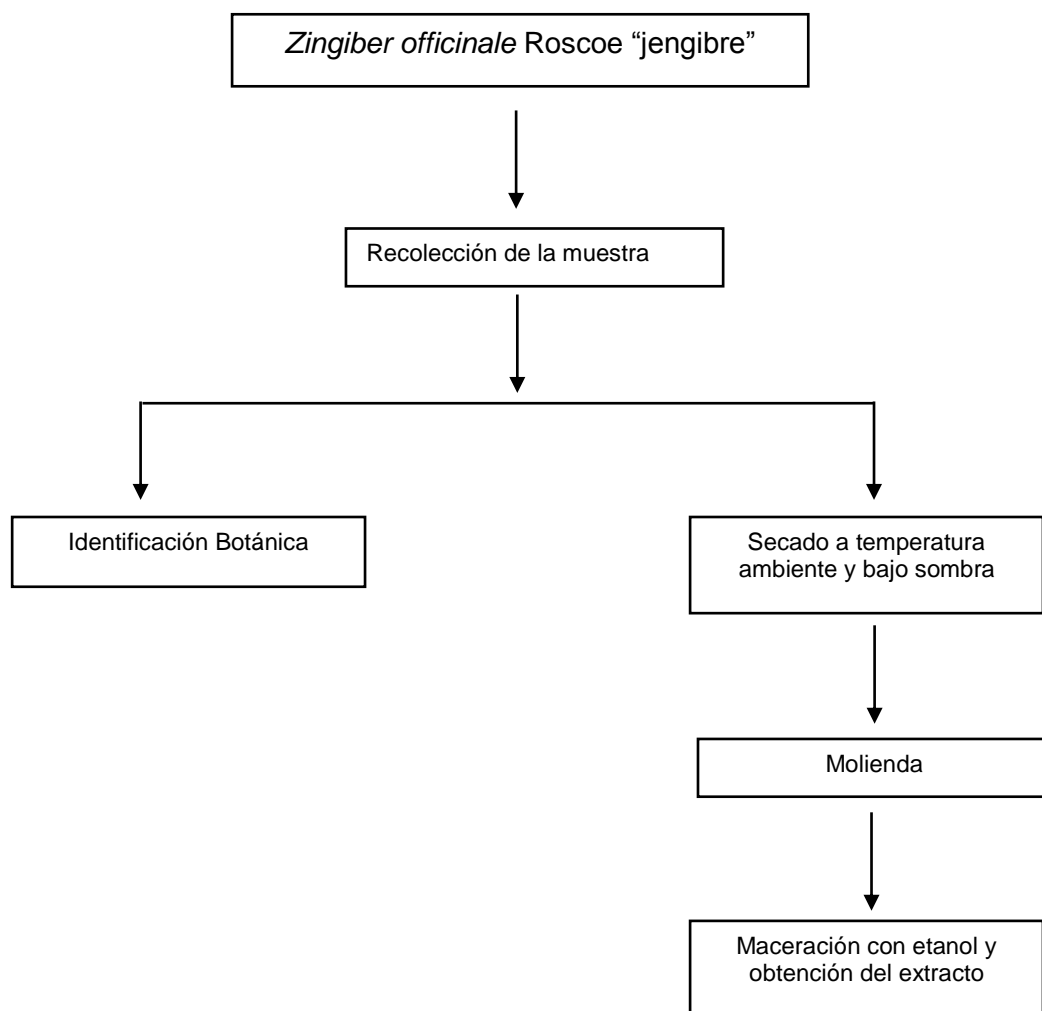 Zingiber officinale Roscoe “jengibre”
Recolección de la muestra
Identificación Botánica
Secado a temperatura
ambiente y bajo sombra
Molienda
Maceración con etanol y
obtención del extracto